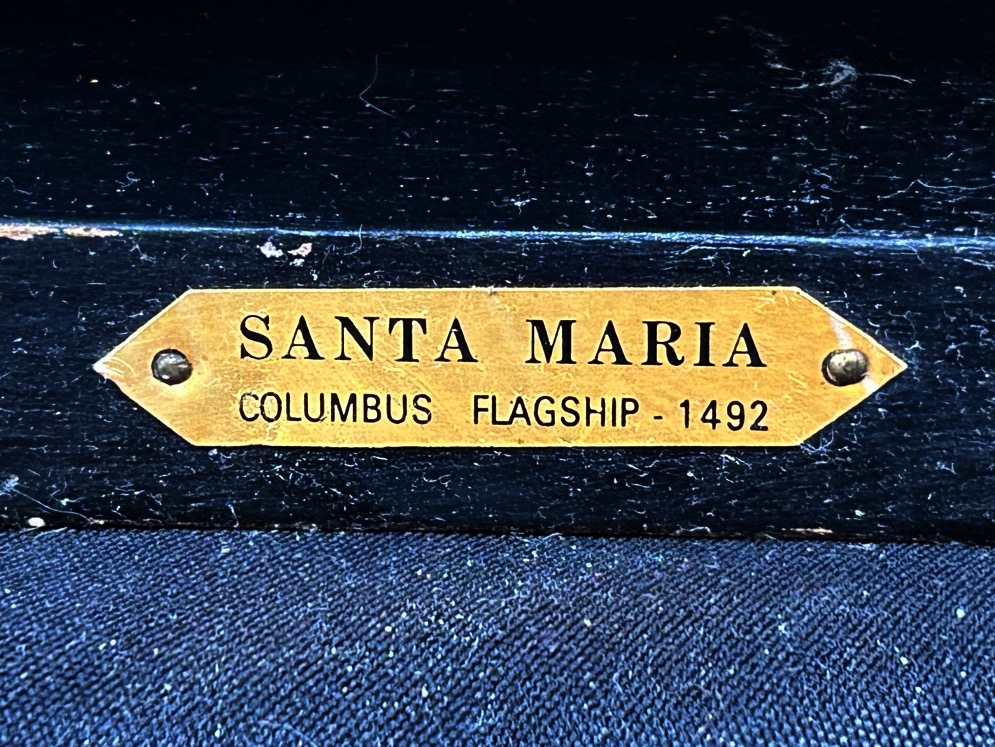 SANTA MARIA
COLUMBUS FLAGSHIP - 1492